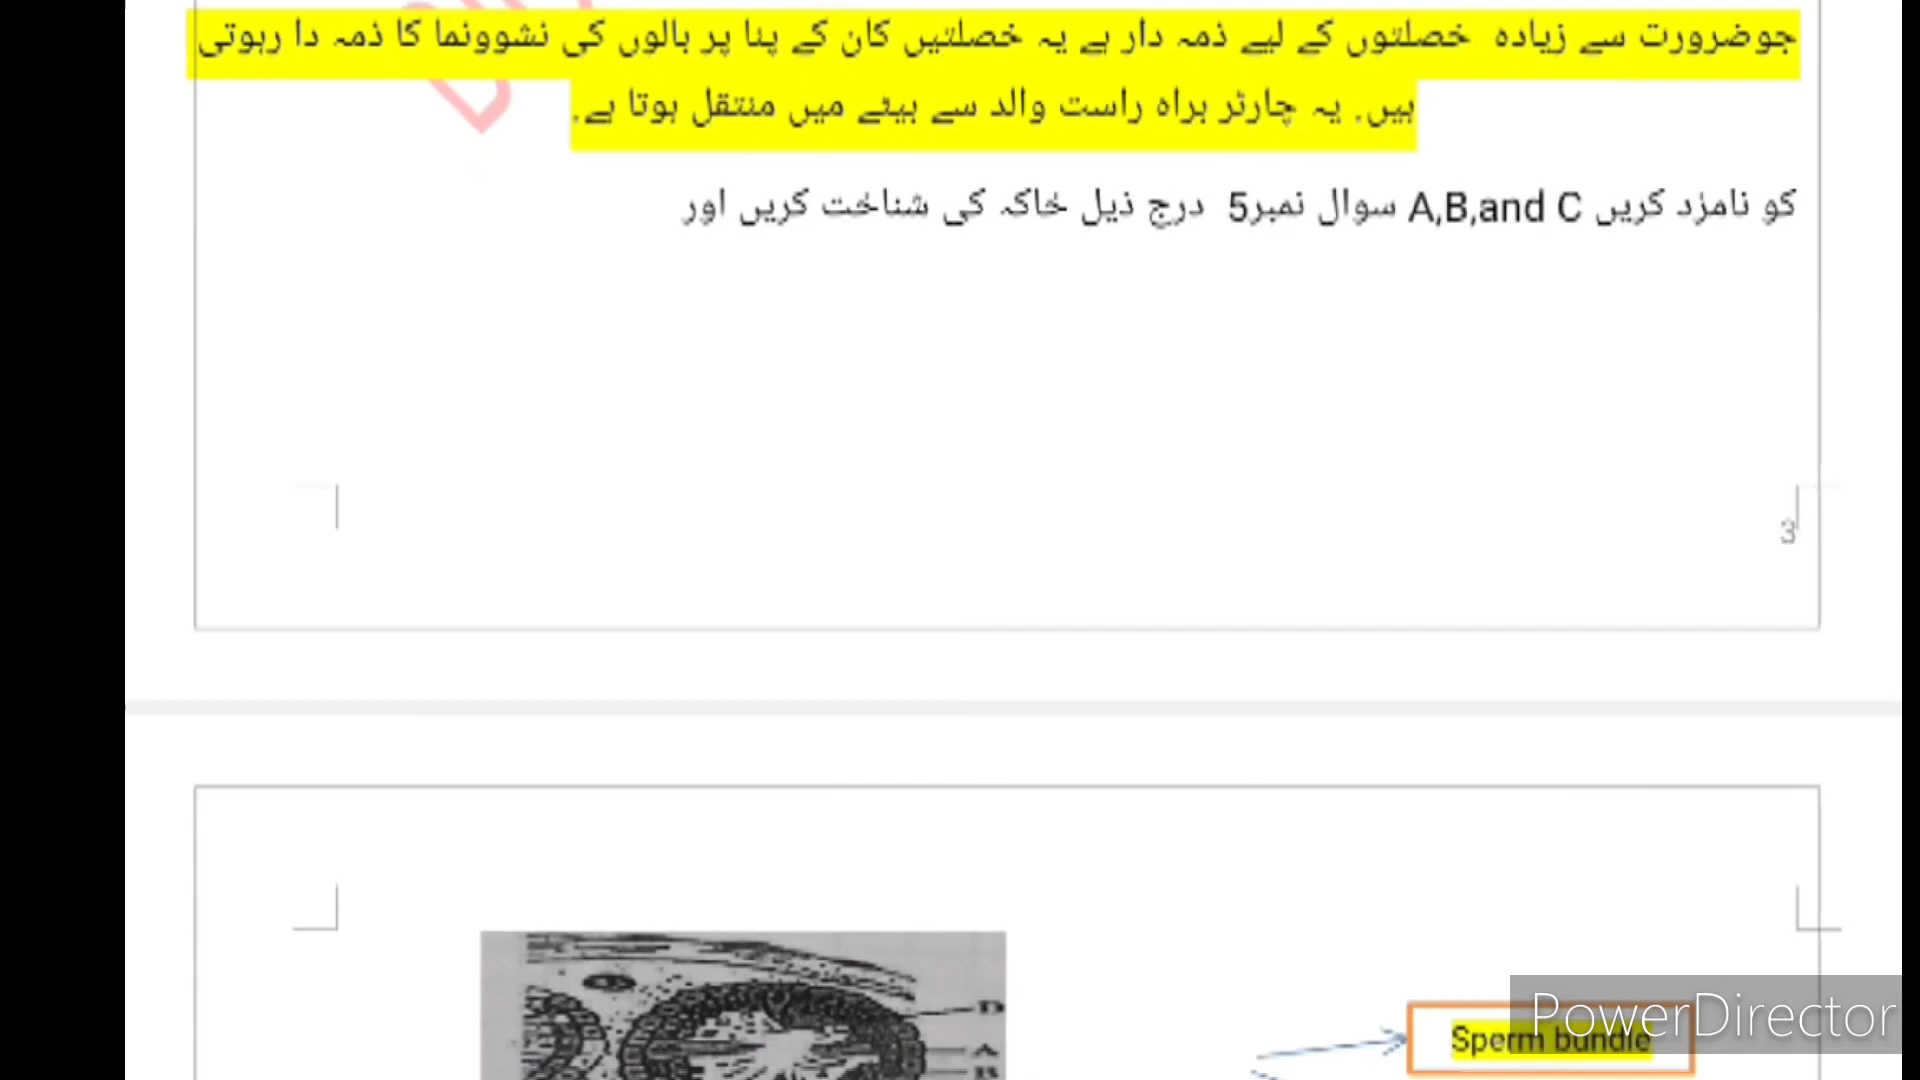 جوضرورت سے زیادہ خصلتوں کے لیے ذمہ دار ہے یہ خصلتیں کان کے پنا پر بالوں کی نشوونما کا ذمہ دا رہوتی
ہیں. یہ چارٹر براہ راست والد سے بیٹے میں منتقل ہوتا ہے.
کو نامزد کریں A,B,and C سوال نمبر5 درج ذیل خاکہ کی شناخت کریں اور
3
D
A
B
Sperm bundle
PowerDirector